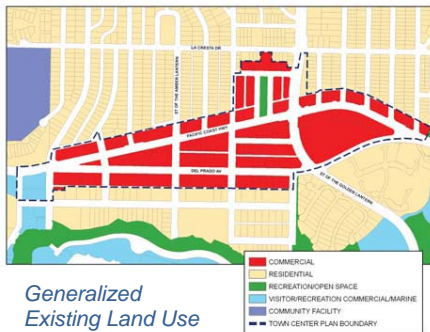 LA CRESTA DR
ST OF THE AMBER LANTERN
PACIFIC COAST HWY
DEL PRADO AV
ST OF THE GOLDEN LANTERN
Generalized
Existing Land Use
COMMERCIAL
RESIDENTIAL
RECREATION/OPEN SPACE
VISITOR/RECREATION COMMERCIAL/MARINE
COMMUNITY FACILITY
TOWN CENTER PLAN BOUNDARY